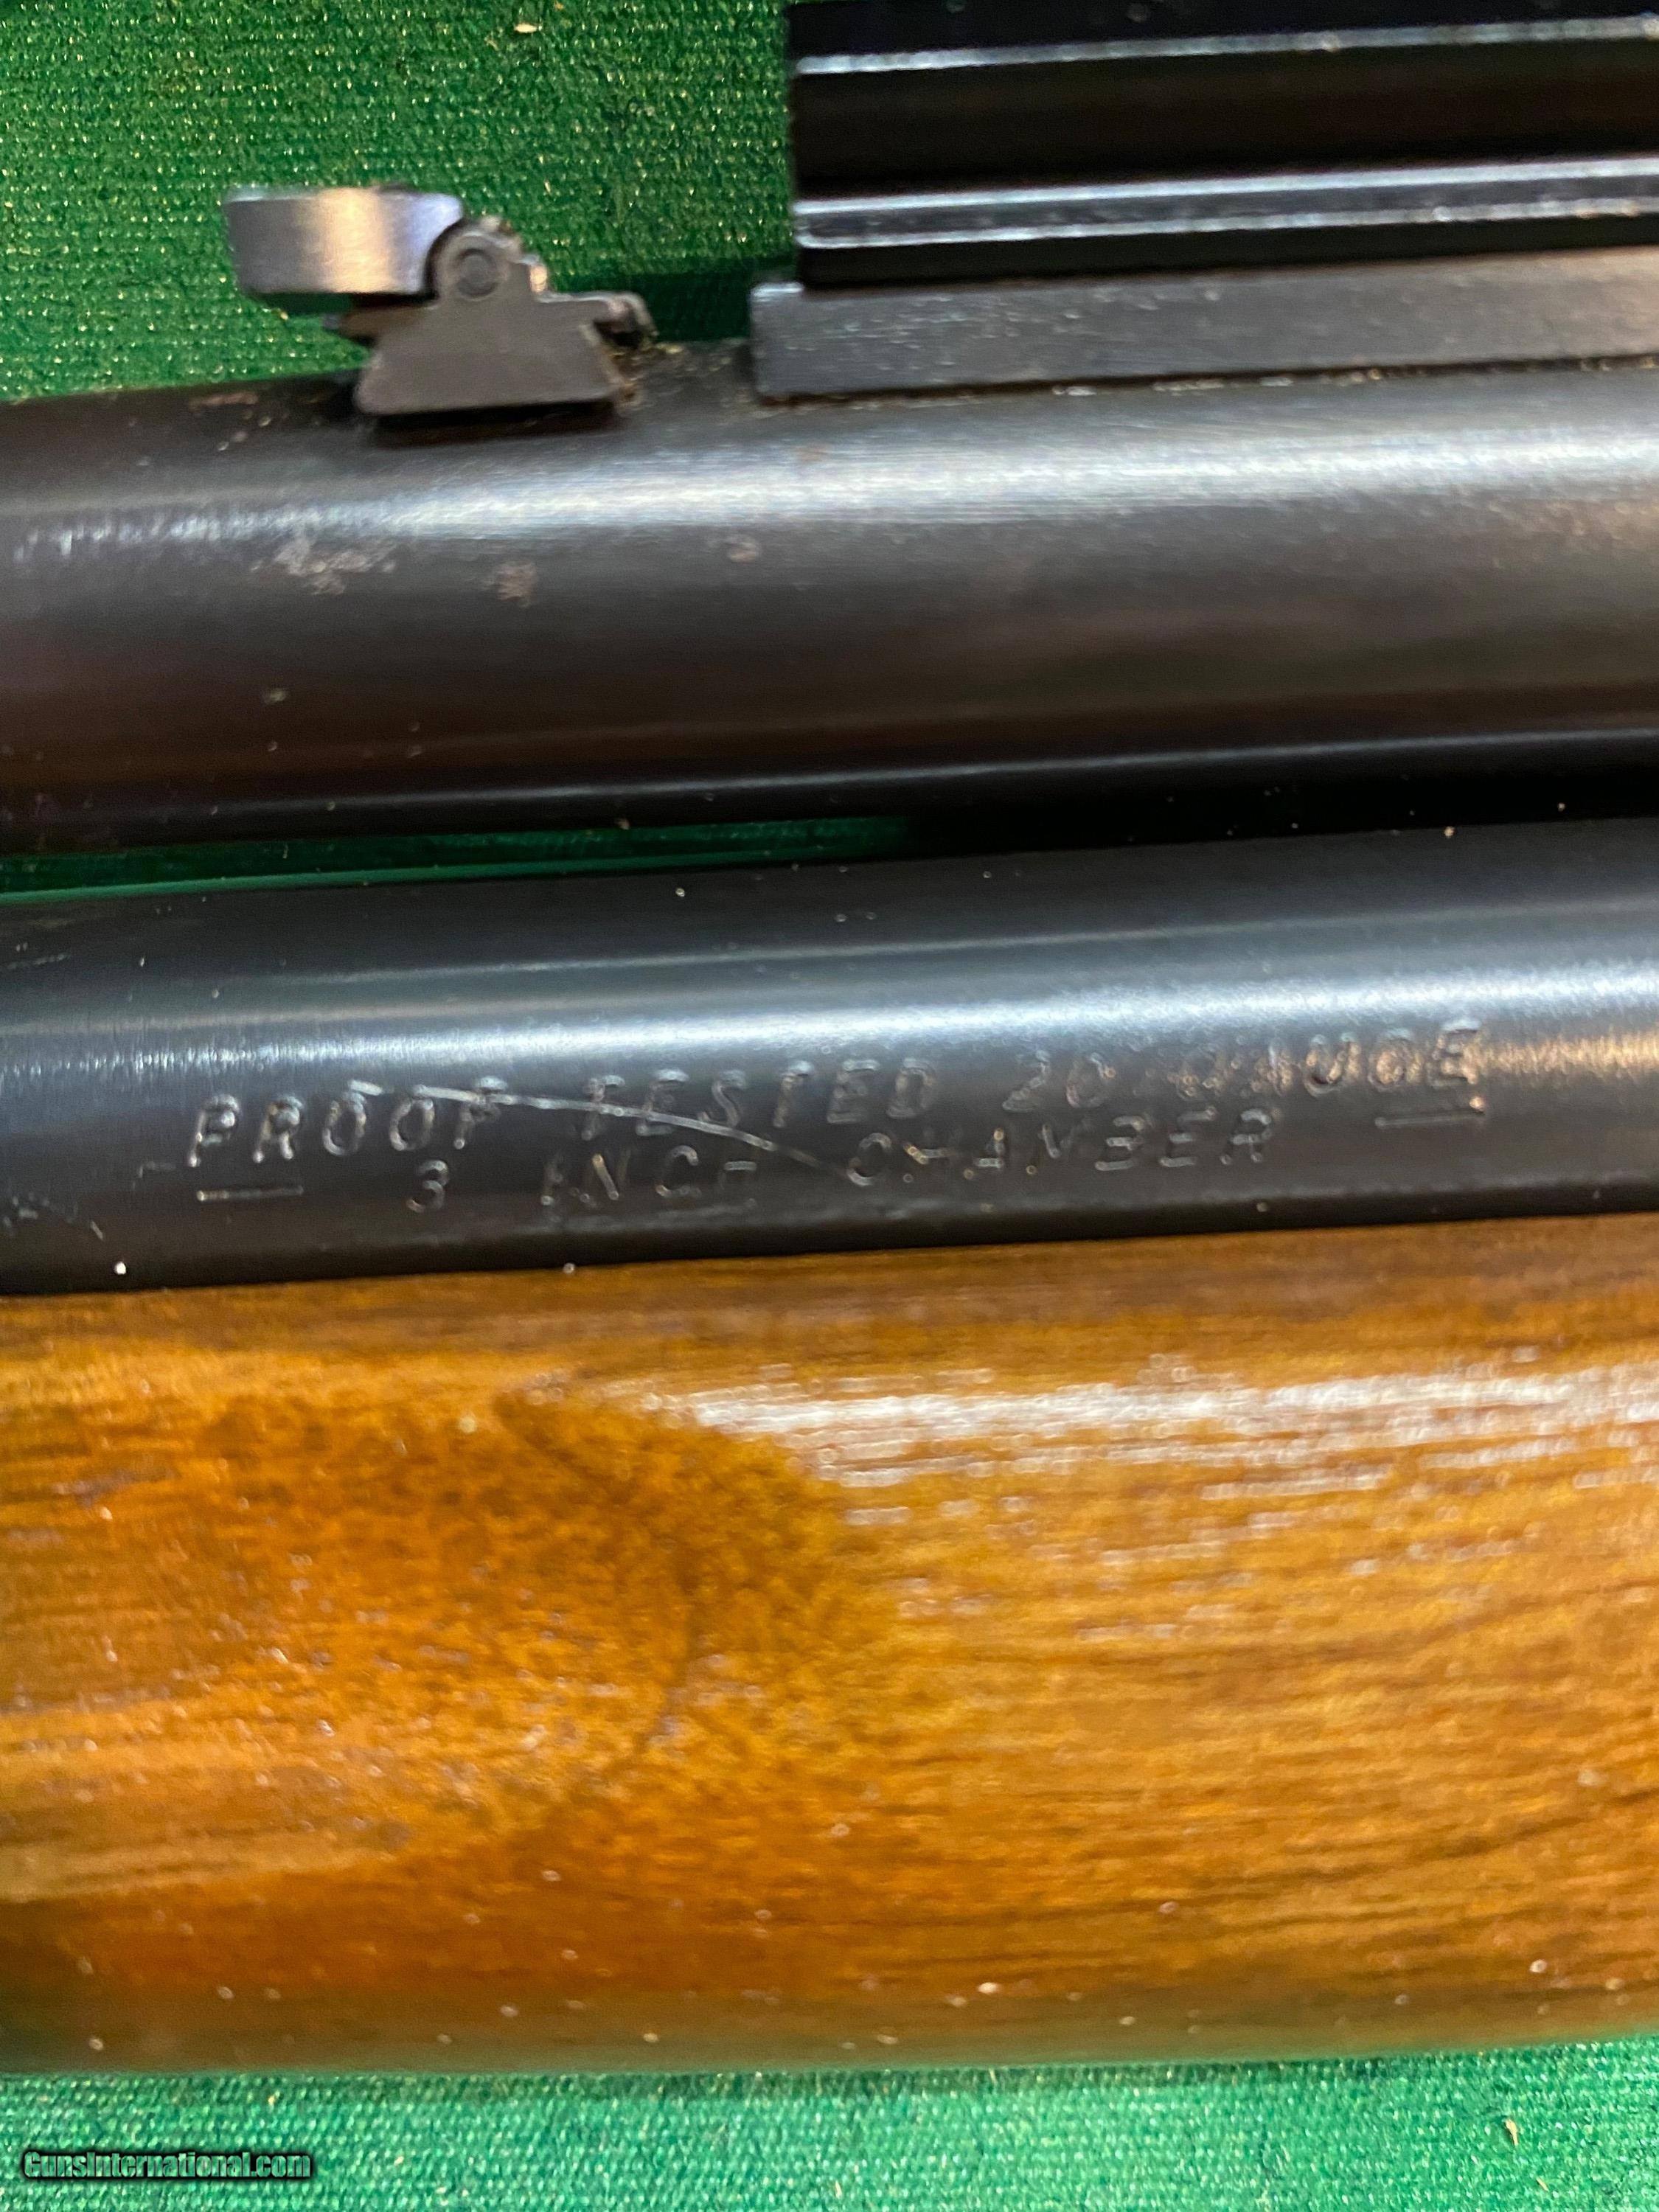 PROOF TESTED 20 GAUGE
3 INCH CHAMBER
GunsInternational.com